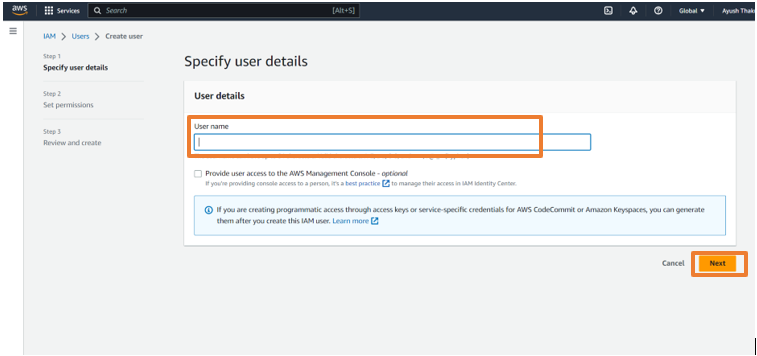 aws
Services
Search [Alt+S]
Global
Ayush Thak
IAM > Users > Create user
Step 1
Specify user details
Step 2
Set permissions
Step 3
Review and create
Specify user details
User details
User name
Provide user access to the AWS Management Console - optional
If you're providing console access to a person, it's a best practice to manage their access in IAM Identity Center.
If you are creating programmatic access through access keys or service-specific credentials for AWS CodeCommit or Amazon Keyspaces, you can generate
them after you create this IAM user. Learn more
Cancel
Next